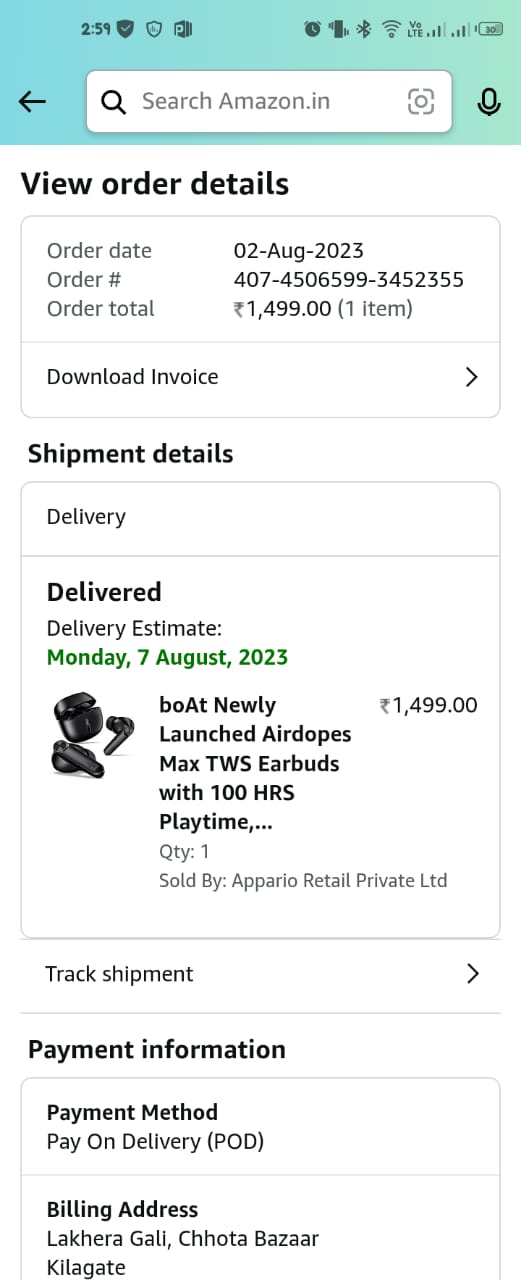 2:59
Vo
LTE
30
Search Amazon.in
View order details
Order date 02-Aug-2023
Order # 407-4506599-3452355
Order total ₹1,499.00 (1 item)
Download Invoice
Shipment details
Delivery
Delivered
Delivery Estimate:
Monday, 7 August, 2023
boAt Newly ₹1,499.00
Launched Airdopes
Max TWS Earbuds
with 100 HRS
Playtime,...
Qty: 1
Sold By: Appario Retail Private Ltd
Track shipment
Payment information
Payment Method
Pay On Delivery (POD)
Billing Address
Lakhera Gali, Chhota Bazaar
Kilagate